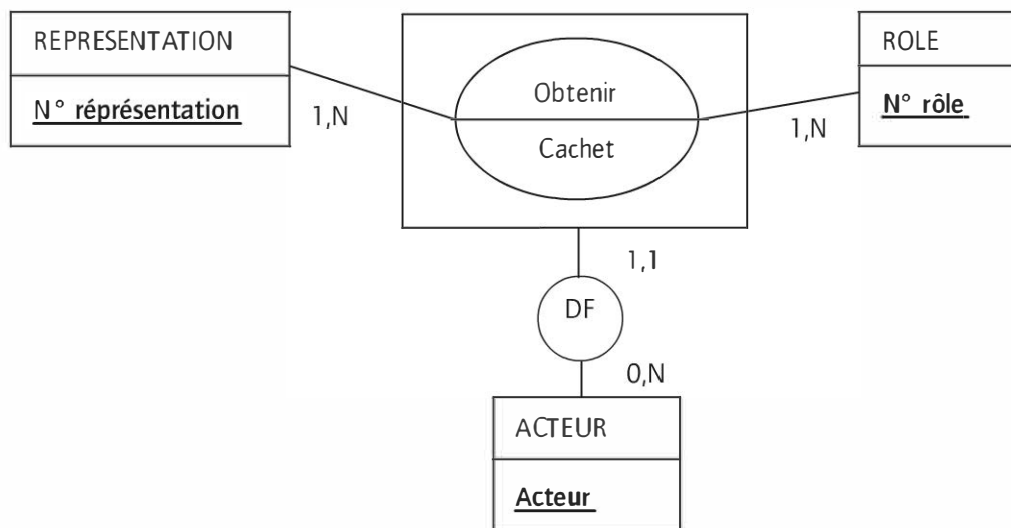 REPRESENTATION
N° réprésentation
1,N
Obtenir
Cachet
ROLE
N° rôle
1,N
1,1
DF
0,N
ACTEUR
Acteur